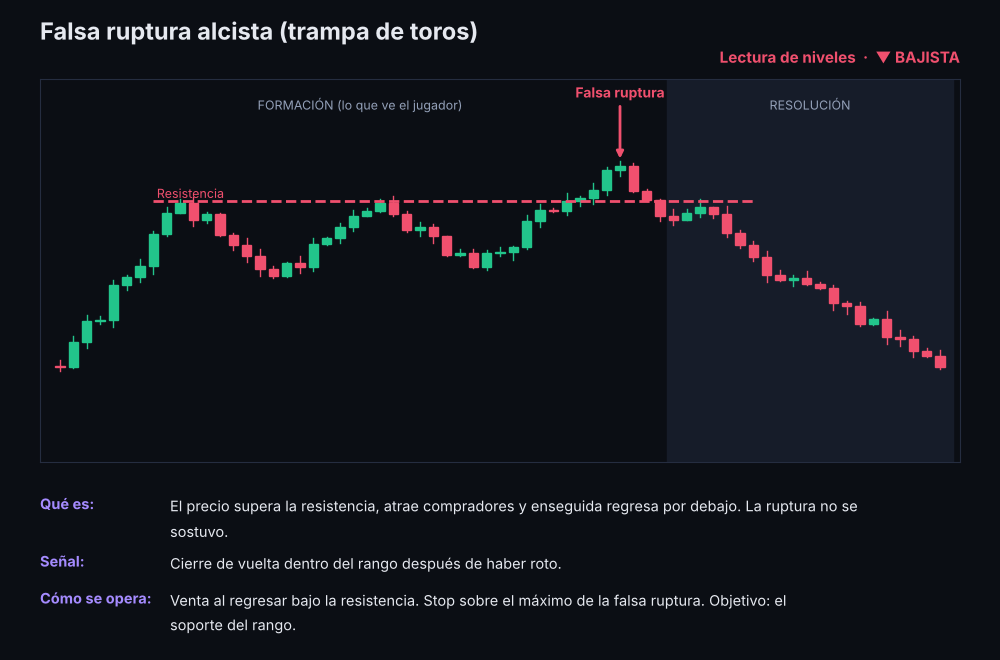 Falsa ruptura alcista (trampa de toros)
Lectura de niveles · ▼ BAJISTA
Falsa ruptura
FORMACIÓN (lo que ve el jugador)
RESOLUCIÓN
Resistencia
Qué es:
El precio supera la resistencia, atrae compradores y enseguida regresa por debajo. La ruptura no se
sostuvo.
Señal:
Cierre de vuelta dentro del rango después de haber roto.
Cómo se opera:
Venta al regresar bajo la resistencia. Stop sobre el máximo de la falsa ruptura. Objetivo: el
soporte del rango.